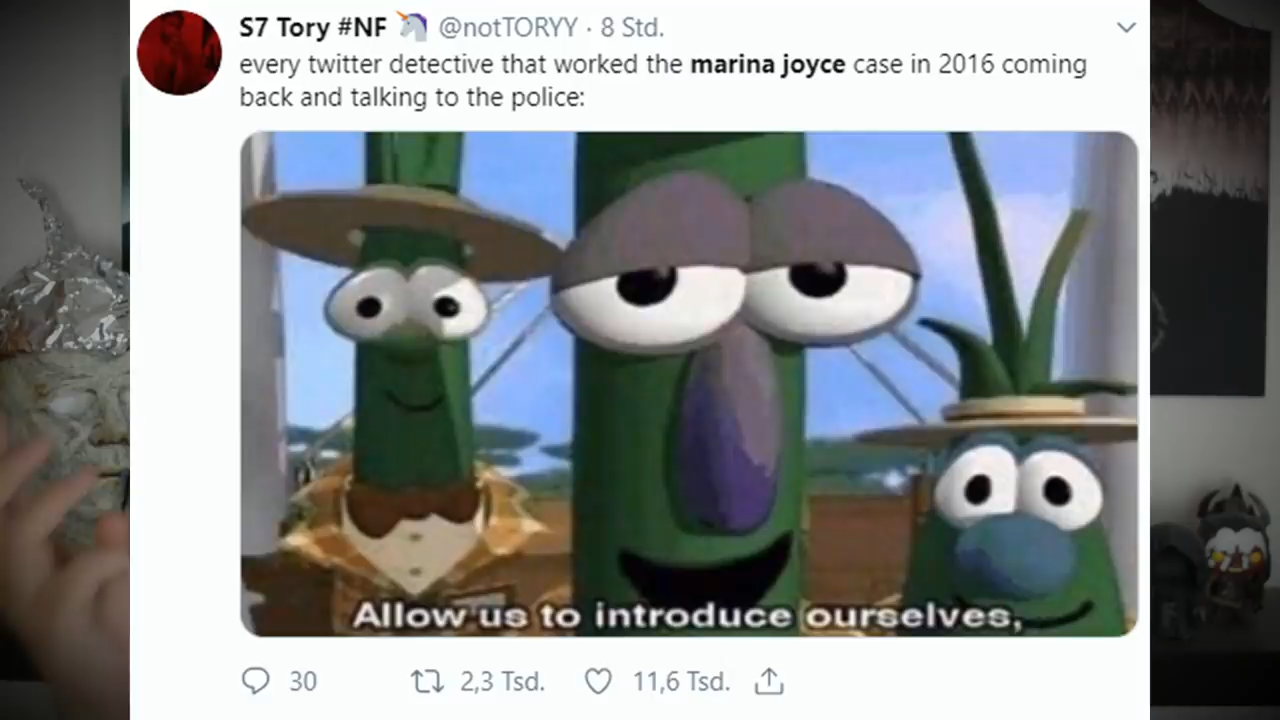 S7 Tory #NF 🦄 @notTORYY · 8 Std.
every twitter detective that worked the marina joyce case in 2016 coming
back and talking to the police:
Allow us to introduce ourselves,
30 2,3 Tsd. 11,6 Tsd.